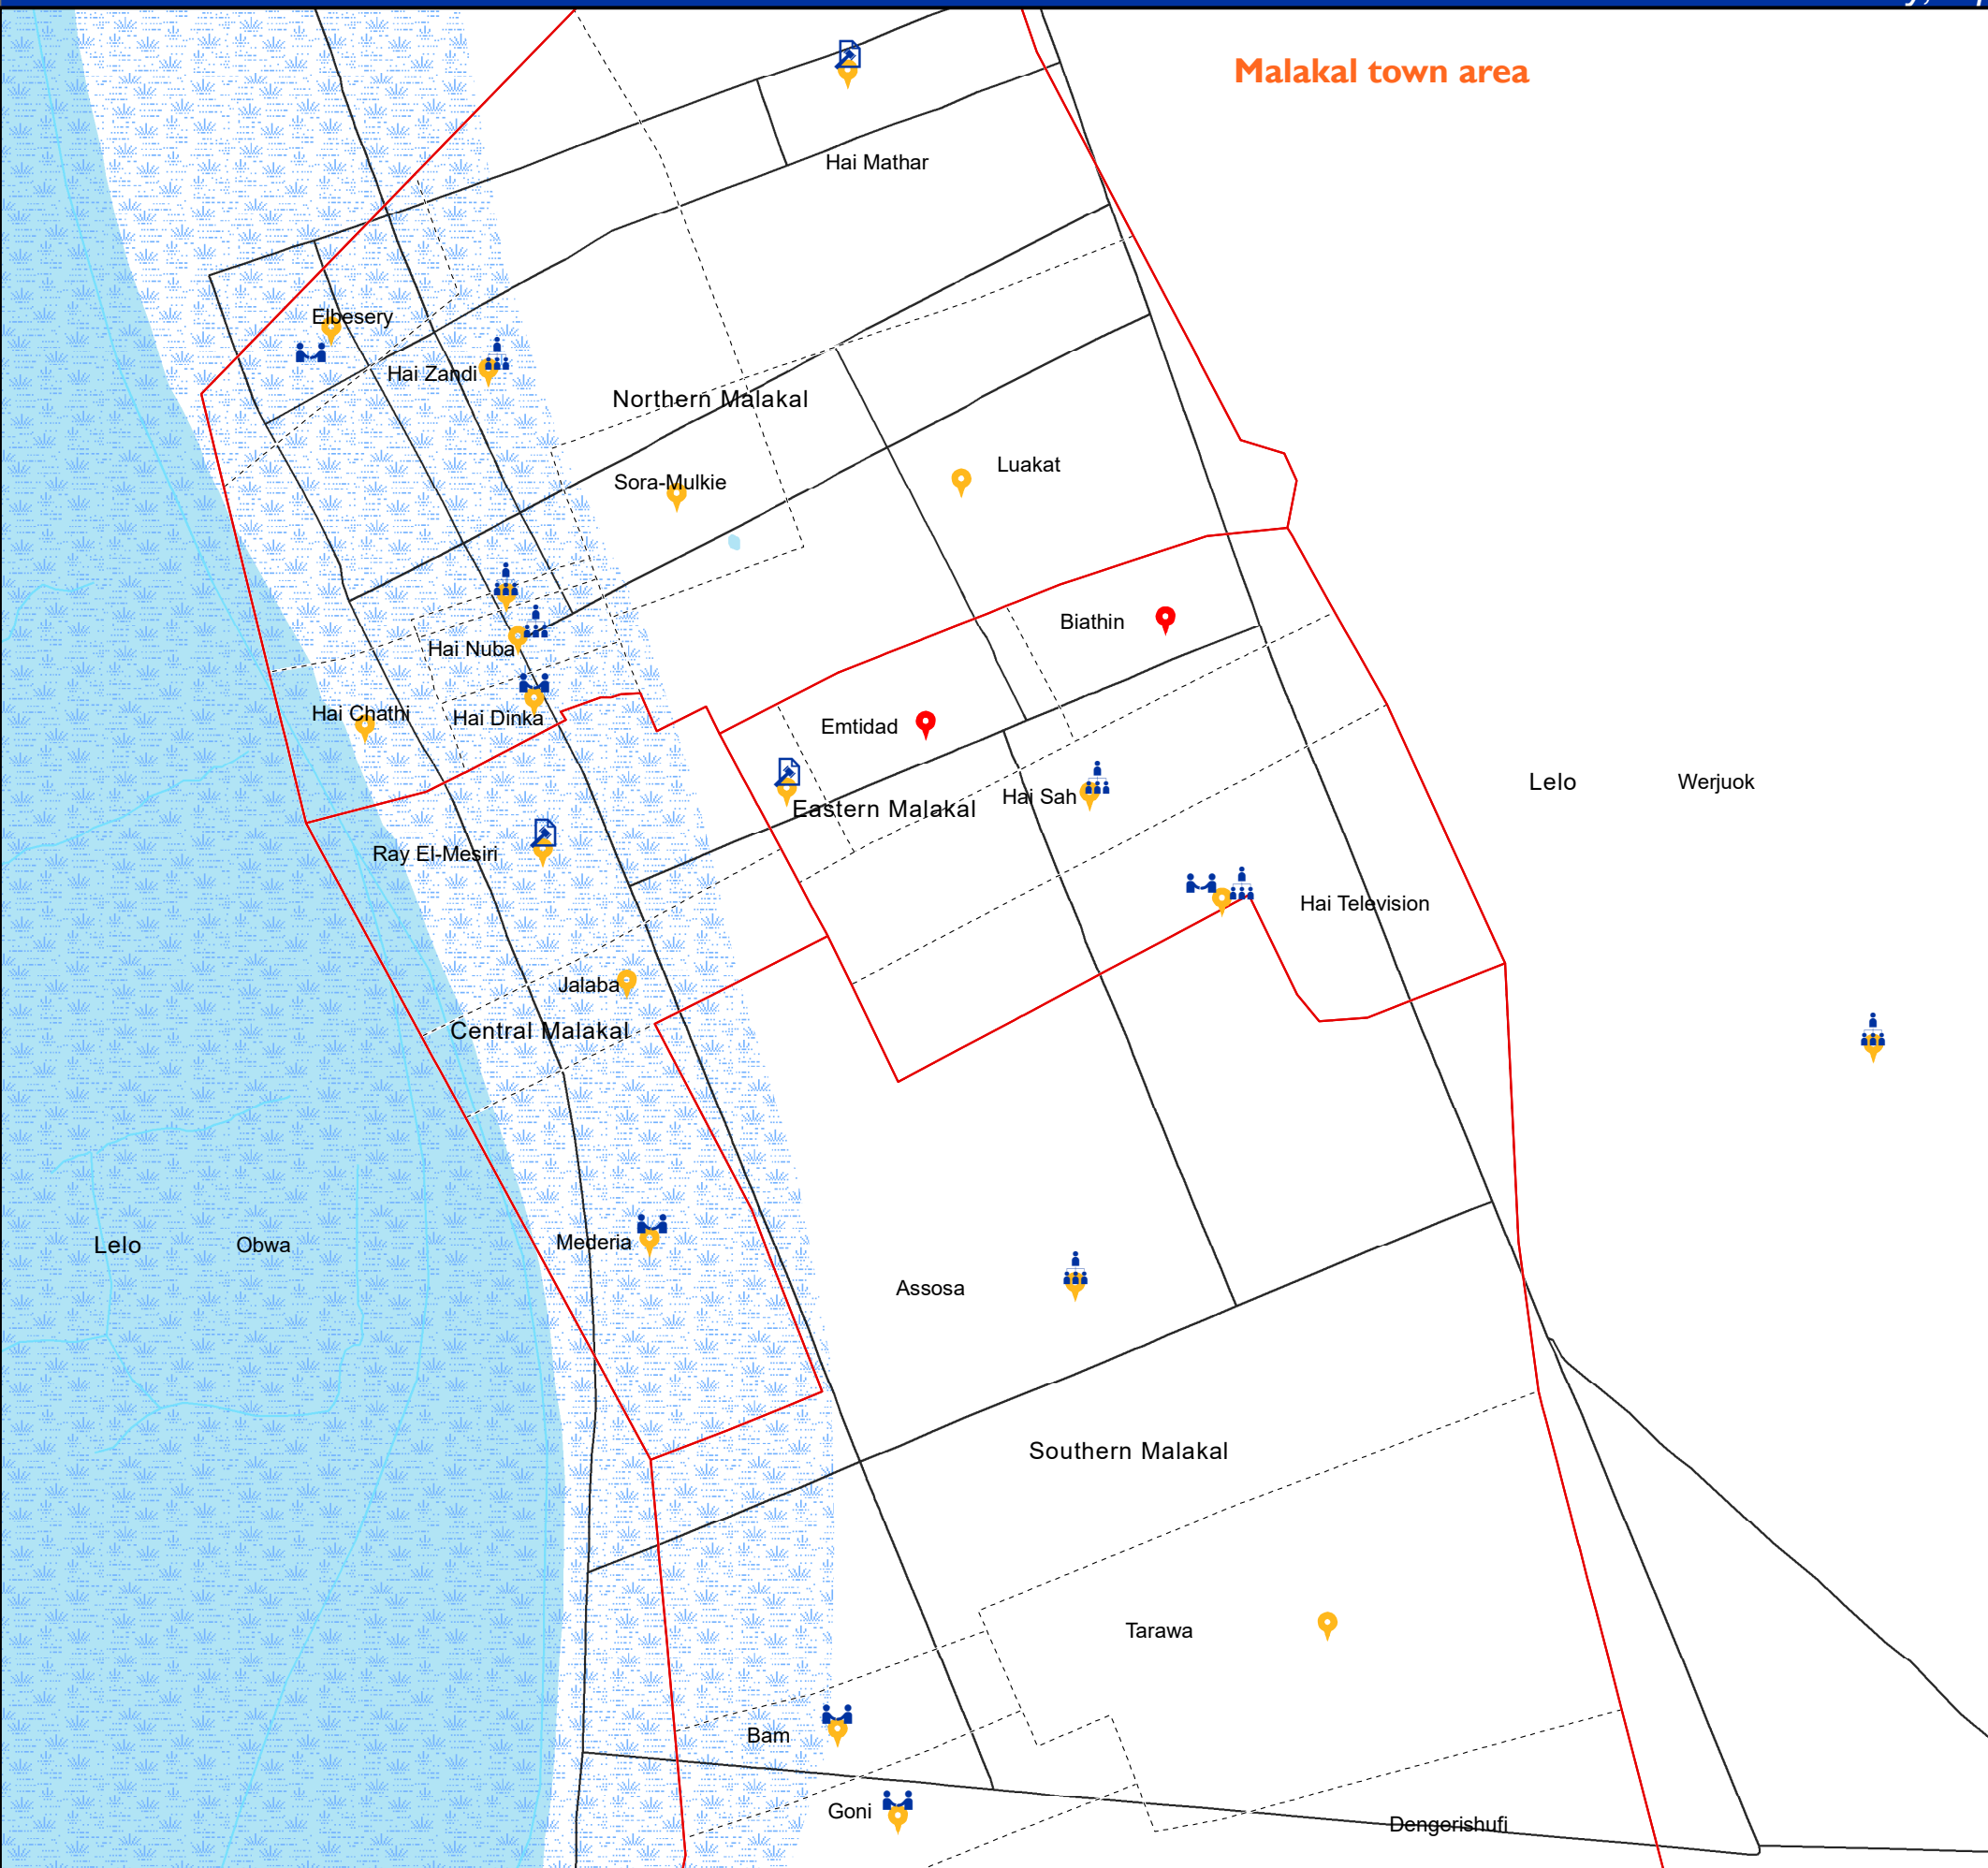 Malakal town area
Hai Mathar
Elbesery
Hai Zandi
Northern Malakal
Luakat
Sora-Mulkie
Biathin
Hai Nuba
Hai Chathi
Hai Dinka
Emtidad
Lelo
Werjuok
Hai Sah
Eastern Malakal
Ray El-Mesiri
Hai Television
Jalaba
Central Malakal
Mederia
Lelo
Obwa
Assosa
Southern Malakal
Tarawa
Bam
Goni
Dengerishufi